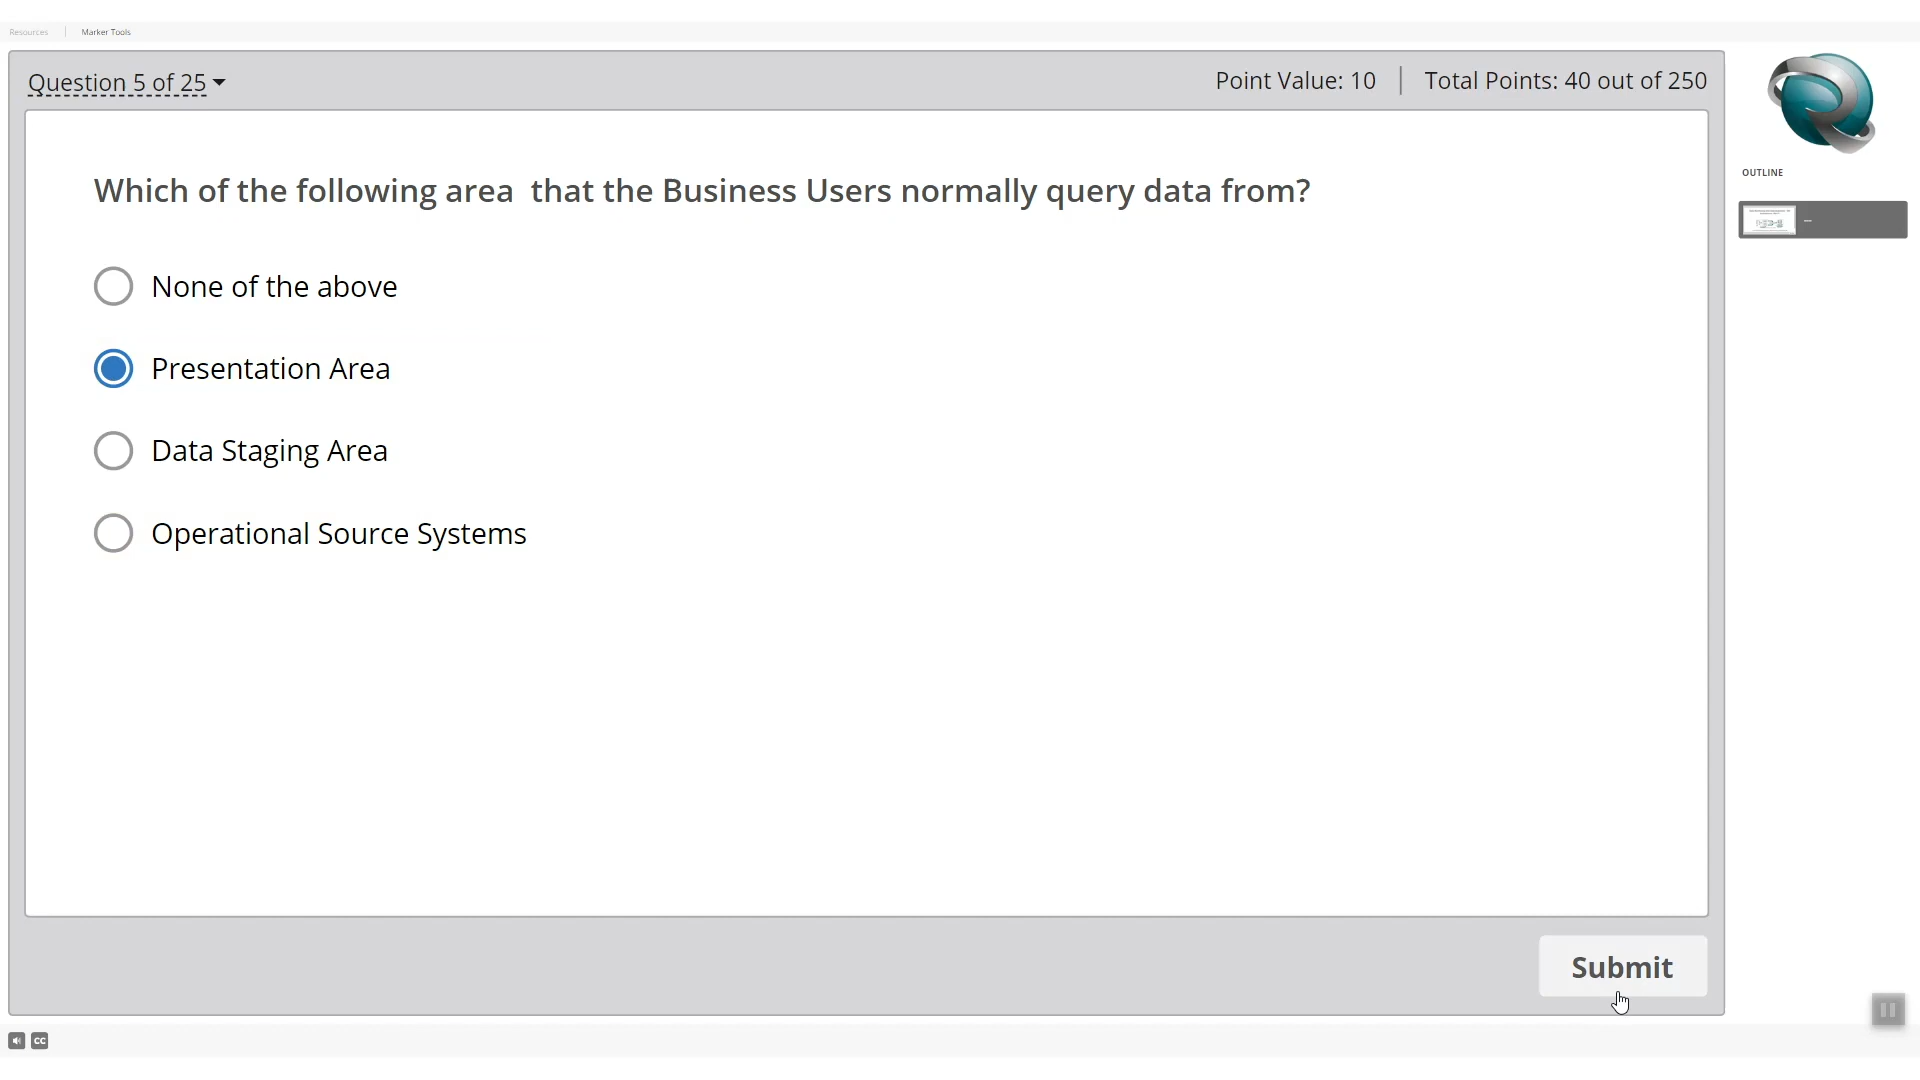 Resources
Marker Tools
Question 5 of 25
Point Value: 10
Total Points: 40 out of 250
OUTLINE
Which of the following area  that the Business Users normally query data from?
None of the above
Presentation Area
Data Staging Area
Operational Source Systems
Submit
CC